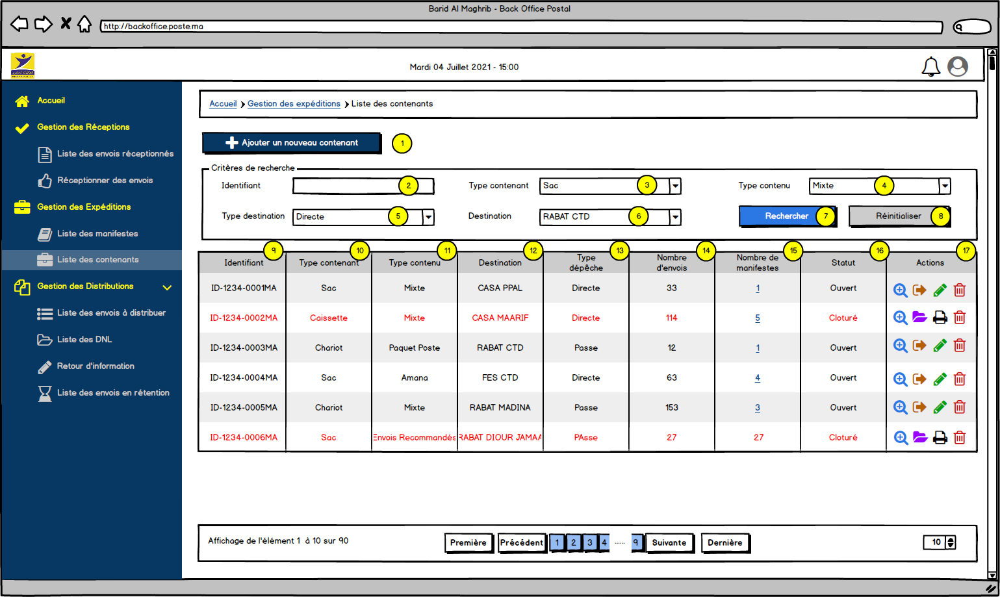 Barid Al Maghrib - Back Office Postal
http://backoffice.poste.ma
Mardi 04 Juillet 2021 - 15:00
Accueil
Gestion des Réceptions
Liste des envois réceptionnés
Réceptionner des envois
Gestion des Expéditions
Liste des manifestes
Liste des contenants
Gestion des Distributions
Liste des envois à distribuer
Liste des DNL
Retour d'information
Liste des envois en rétention
Accueil Gestion des expéditions Liste des contenants
Ajouter un nouveau contenant 1
Critères de recherche
Identifiant 2 Type contenant Sac 3 Type contenu Mixte 4
Type destination Directe 5 Destination RABAT CTD 6 Rechercher 7 Réinitialiser 8
9 10 11 12 13 14 15 16 17
Identifiant Type contenant Type contenu Destination Type dépêche Nombre d'envois Nombre de manifestes Statut Actions
ID-1234-0001MA Sac Mixte CASA PPAL Directe 33 1 Ouvert
ID-1234-0002MA Caissette Mixte CASA MAARIF Directe 114 5 Cloturé
ID-1234-0003MA Chariot Paquet Poste RABAT CTD Passe 12 1 Ouvert
ID-1234-0004MA Sac Amana FES CTD Directe 63 4 Ouvert
ID-1234-0005MA Chariot Mixte RABAT MADINA Passe 153 3 Ouvert
ID-1234-0006MA Sac Envois Recommandés RABAT DIOUR JAMAA PAsse 27 27 Cloturé
Affichage de l'élément 1 à 10 sur 90 Première Précédent 1 2 3 4 ...... 9 Suivante Dernière 10